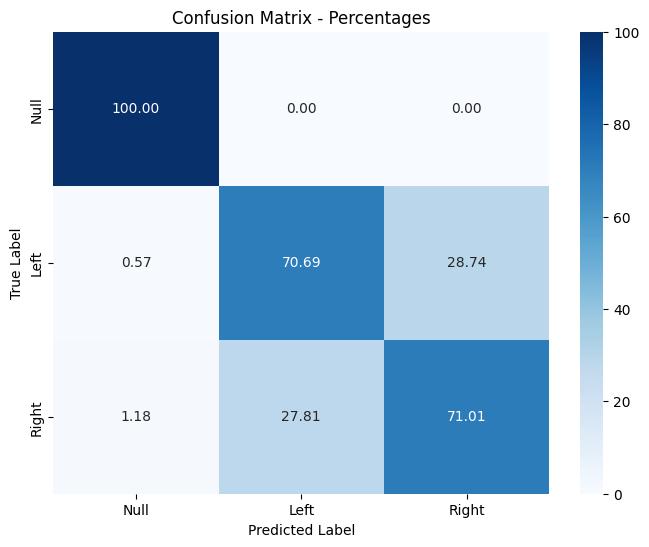 Confusion Matrix - Percentages
Null 100.00 0.00 0.00
Left 0.57 70.69 28.74
Right 1.18 27.81 71.01
Null Left Right
Predicted Label
True Label
100
80
60
40
20
0